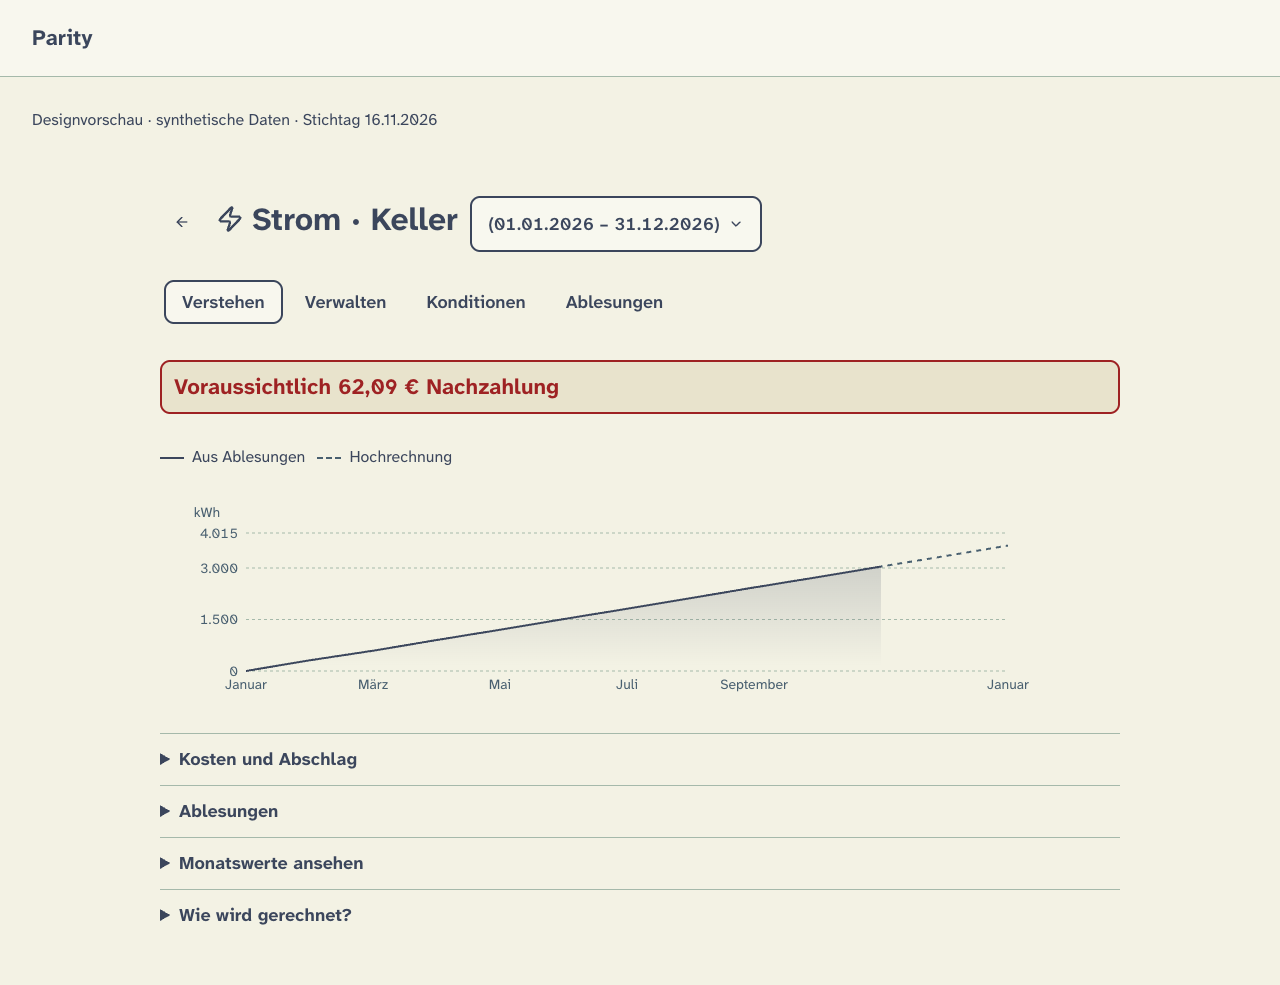 Parity
Designvorschau · synthetische Daten · Stichtag 16.11.2026
Strom · Keller (01.01.2026 – 31.12.2026)
Verstehen Verwalten Konditionen Ablesungen
Voraussichtlich 62,09 € Nachzahlung
Aus Ablesungen Hochrechnung
kWh
4.015
3.000
1.500
0
Januar März Mai Juli September Januar
Kosten und Abschlag
Ablesungen
Monatswerte ansehen
Wie wird gerechnet?